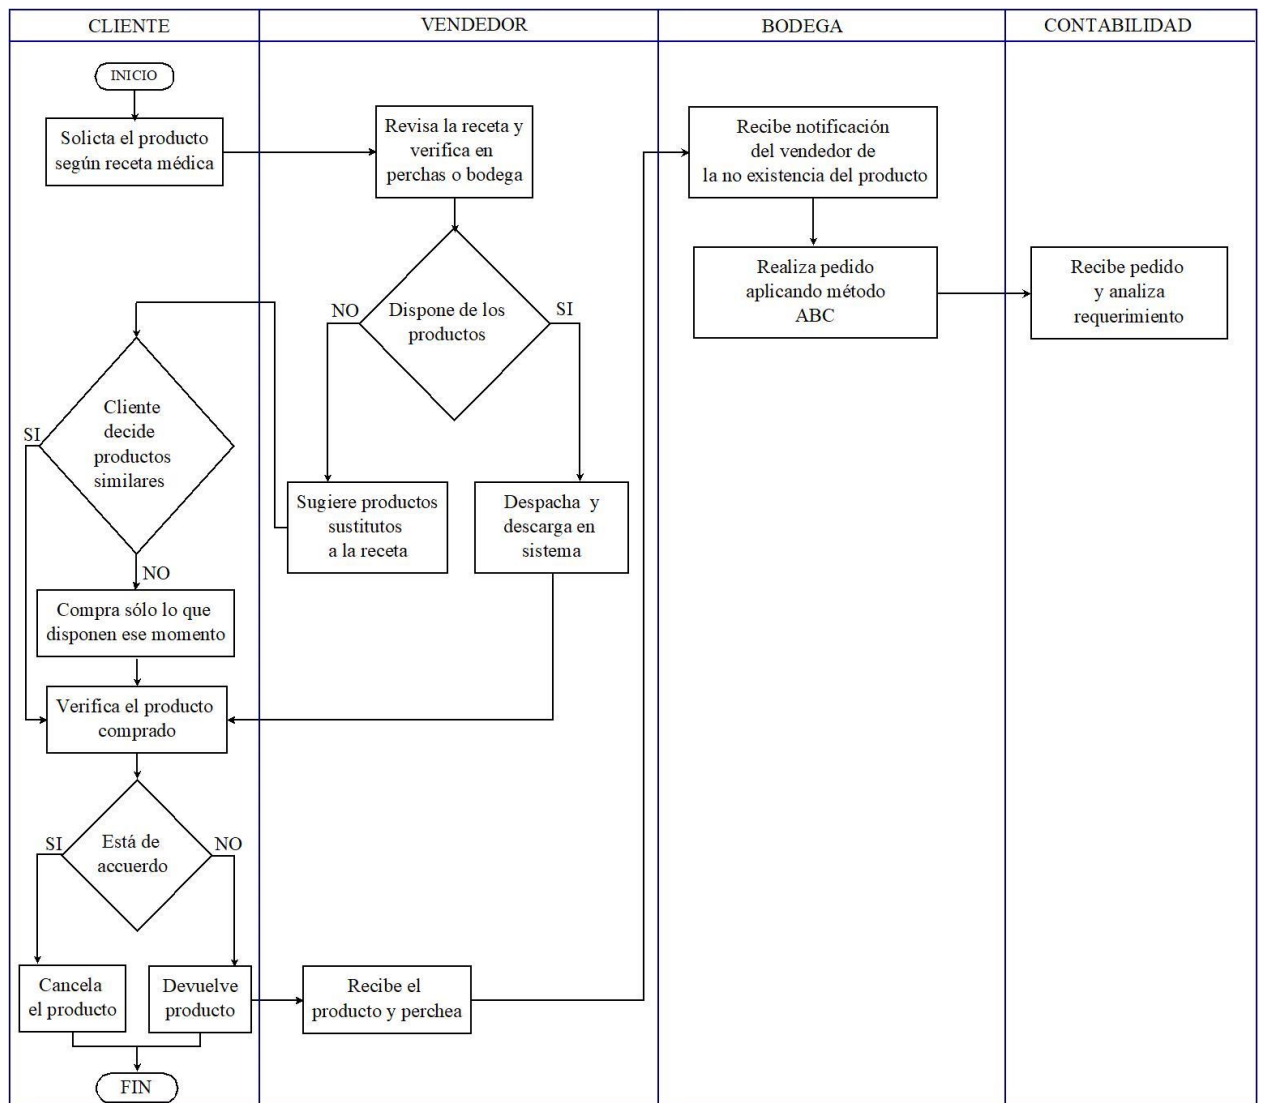 CLIENTE
VENDEDOR
BODEGA
CONTABILIDAD
INICIO
Solicta el producto
según receta médica
Revisa la receta y
verifica en
perchas o bodega
Recibe notificación
del vendedor de
la no existencia del producto
Realiza pedido
aplicando método
ABC
Recibe pedido
y analiza
requerimiento
NO
Dispone de los
productos
SI
Cliente
decide
productos
similares
SI
NO
Sugiere productos
sustitutos
a la receta
Despacha y
descarga en
sistema
Compra sólo lo que
disponen ese momento
Verifica el producto
comprado
SI
Está de
accuerdo
NO
Cancela
el producto
Devuelve
producto
Recibe el
producto y perchea
FIN